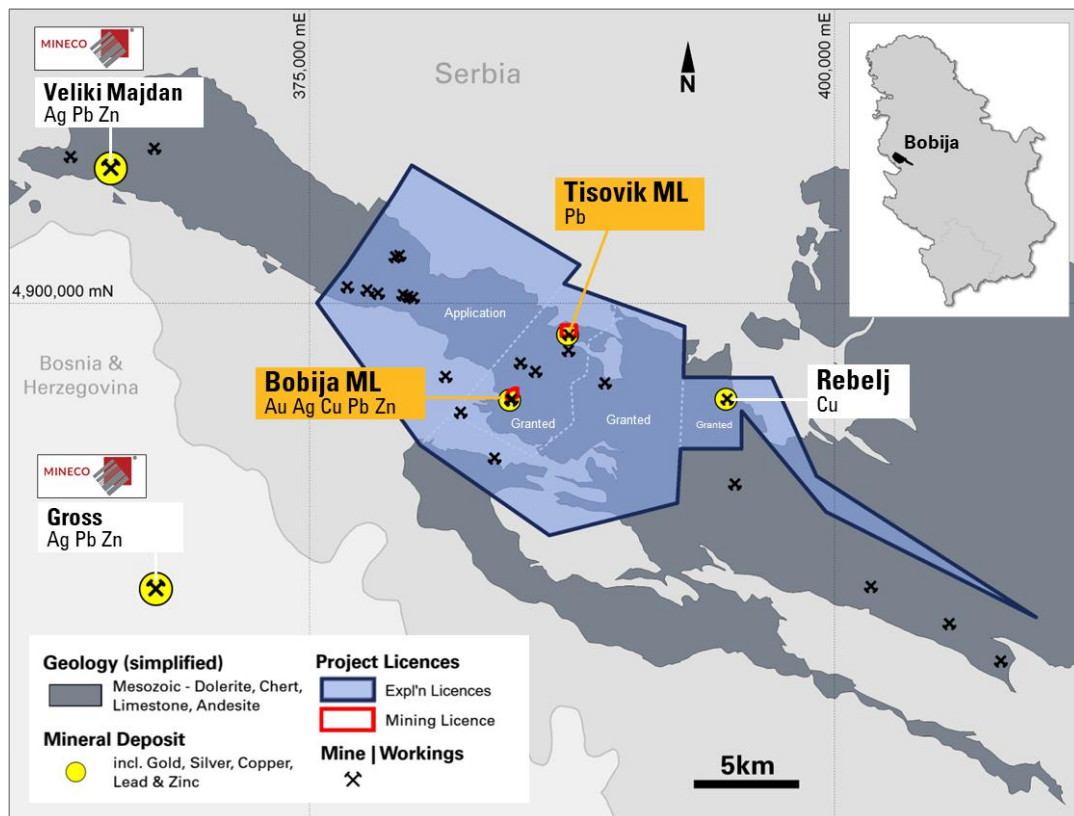 MINECO
Veliki Majdan
Ag Pb Zn
375,000 mE
Serbia
N
400,000 mE
Bobija
Tisovik ML
Pb
4,900,000 mN
Application
Bosnia &
Herzegovina
Bobija ML
Au Ag Cu Pb Zn
Granted
Granted
Granted
Rebelj
Cu
MINECO
Gross
Ag Pb Zn
Geology (simplified)
Mesozoic - Dolerite, Chert,
Limestone, Andesite
Mineral Deposit
incl. Gold, Silver, Copper,
Lead & Zinc
Project Licences
Expl'n Licences
Mining Licence
Mine | Workings
5km